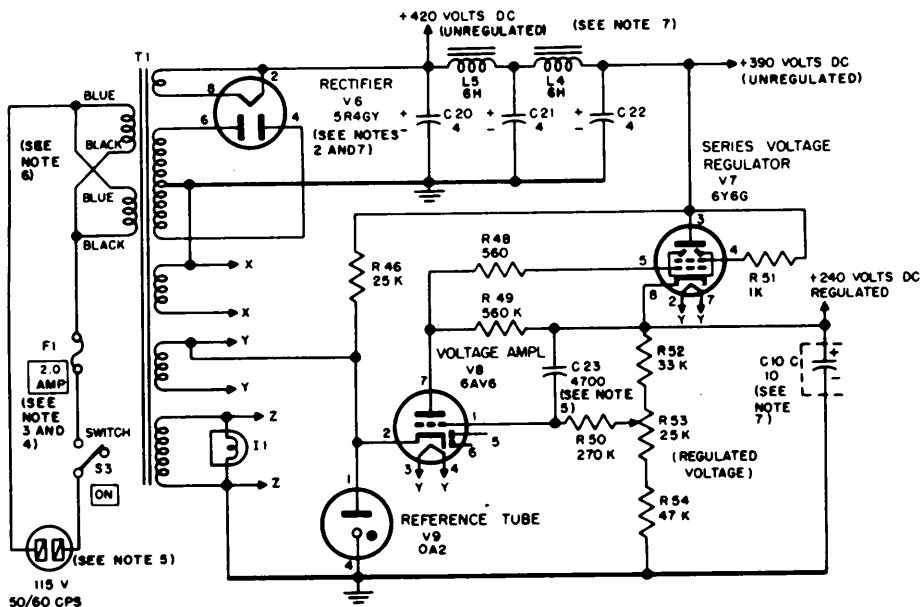 +420 VOLTS DC
(UNREGULATED)
(SEE NOTE 7)
T1
L5
6H
L4
6H
+390 VOLTS DC
(UNREGULATED)
BLUE
BLACK
BLUE
BLACK
(SEE
NOTE
6)
8
2
6
4
RECTIFIER
V6
5R4GY
(SEE NOTES
2 AND 7)
+
C20
4
+
-
C21
4
+
-
C22
4
SERIES VOLTAGE
REGULATOR
V7
6Y6G
3
5
4
8
2
7
Y
Y
R51
1K
+240 VOLTS DC
REGULATED
R46
25 K
R48
560
R49
560 K
X
X
Y
Y
Z
Z
I1
F1
2.0
AMP
(SEE
NOTE
3 AND
4)
SWITCH
S3
ON
(SEE NOTE 5)
115 V
50/60 CPS
VOLTAGE AMPL
V8
6AV6
7
2
1
5
6
3
4
Y
Y
C23
4700
(SEE NOTE
5)
R50
270 K
R52
33 K
R53
25 K
(REGULATED
VOLTAGE)
R54
47 K
C10 C
10
(SEE
NOTE
7)
+
-
1
4
REFERENCE TUBE
V9
OA2